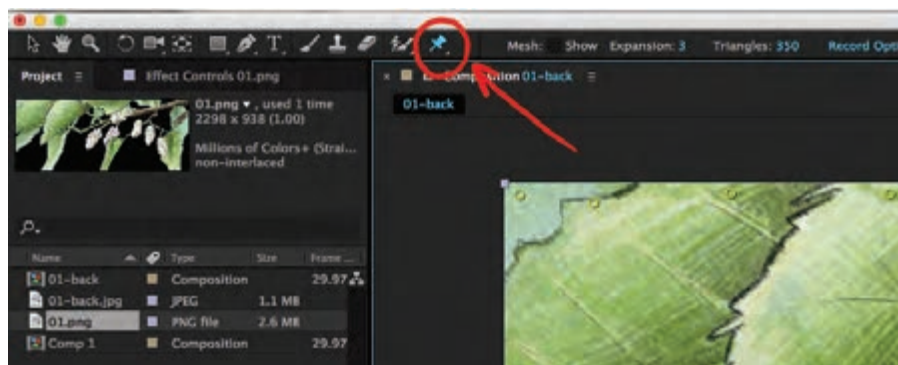 Mesh: Show Expansion: 3 Triangles: 350 Record Opti
Project
Effect Controls 01.png
01.png ▾ , used 1 time
2298 x 938 (1.00)
Millions of Colors+ (Strai...
non-interlaced
Composition 01-back
01-back
Name Type Size Frame ...
01-back Composition 29.97
01-back.jpg JPEG 1.1 MB
01.png PNG file 2.6 MB
Comp 1 Composition 29.97